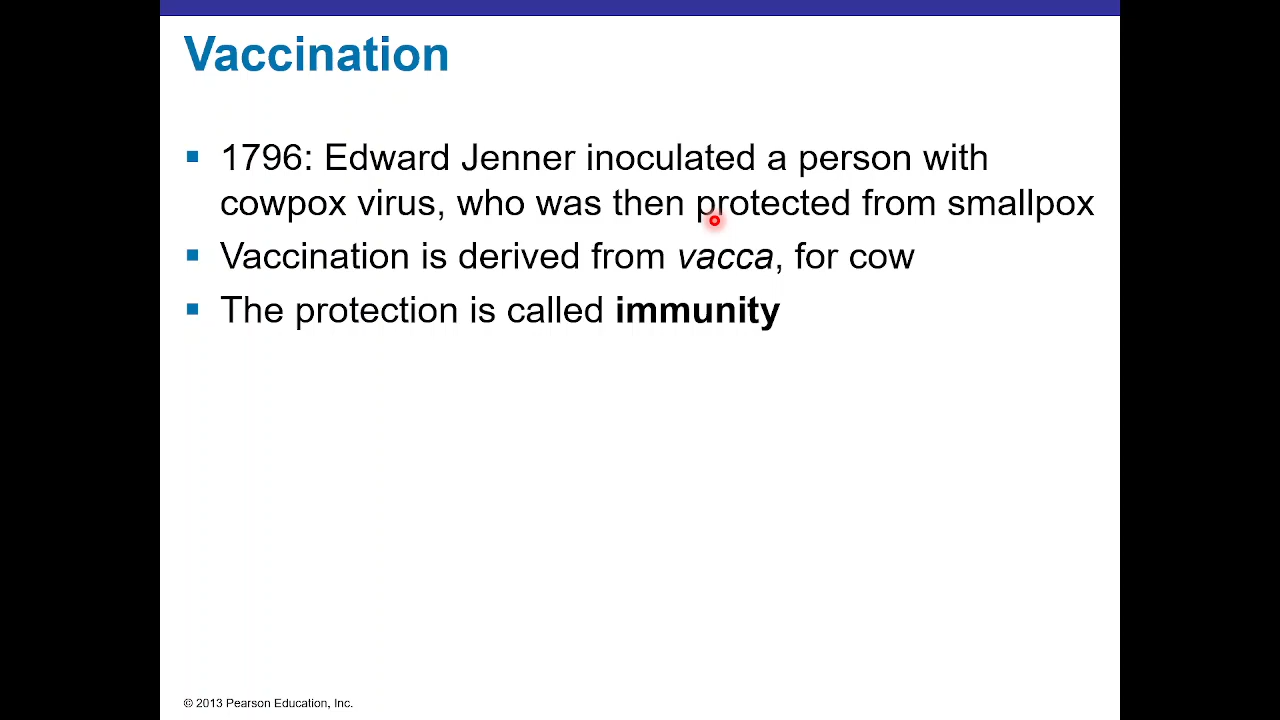 Vaccination
▪ 1796: Edward Jenner inoculated a person with
cowpox virus, who was then protected from smallpox
▪ Vaccination is derived from vacca, for cow
▪ The protection is called immunity
© 2013 Pearson Education, Inc.